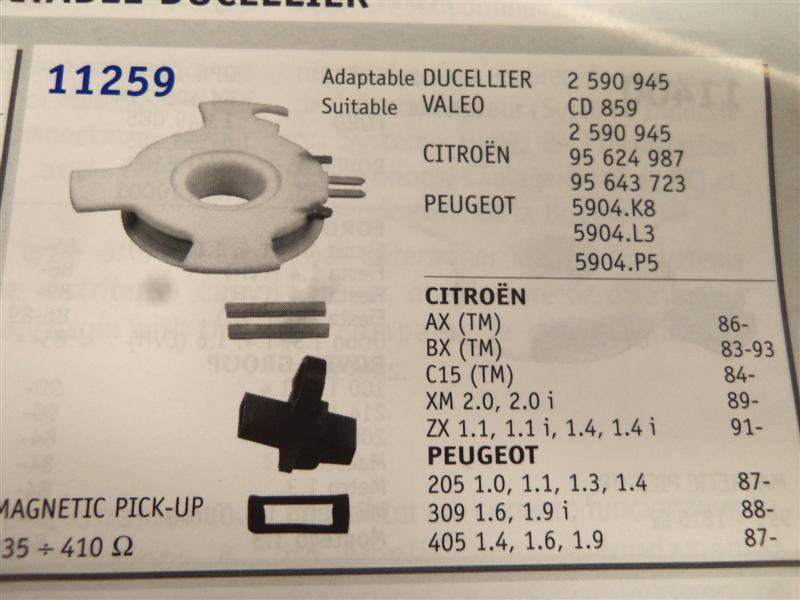 DUCELLIER
11259
Adaptable DUCELLIER 2 590 945
Suitable VALEO CD 859
2 590 945
CITROËN 95 624 987
95 643 723
PEUGEOT 5904.K8
5904.L3
5904.P5
CITROËN
AX (TM) 86-
BX (TM) 83-93
C15 (TM) 84-
XM 2.0, 2.0 i 89-
ZX 1.1, 1.1 i, 1.4, 1.4 i 91-
PEUGEOT
205 1.0, 1.1, 1.3, 1.4 87-
309 1.6, 1.9 i 88-
405 1.4, 1.6, 1.9 87-
MAGNETIC PICK-UP
35 ÷ 410 Ω